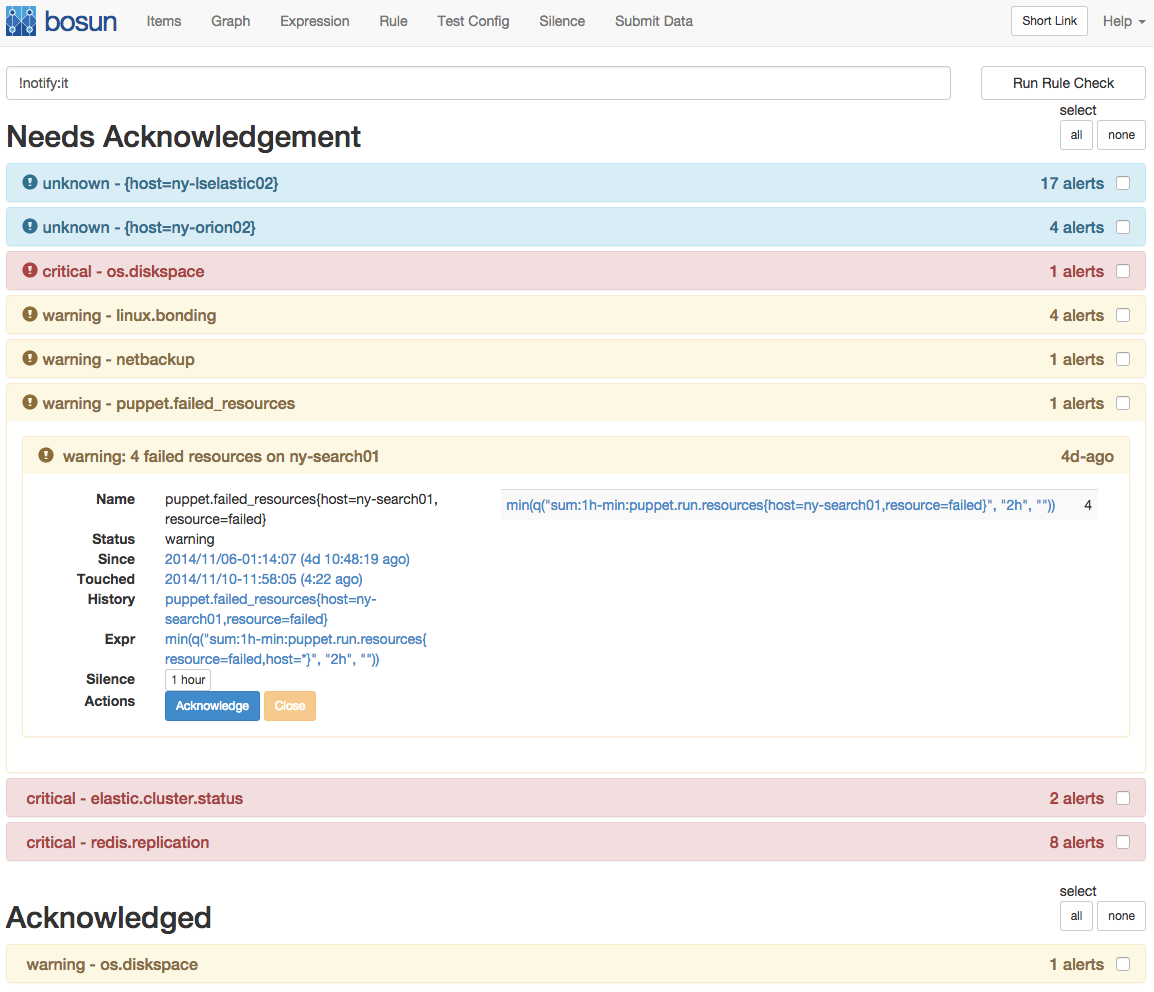 bosun Items Graph Expression Rule Test Config Silence Submit Data Short Link Help
!notify:it Run Rule Check
select
Needs Acknowledgement all none
unknown - {host=ny-lselastic02} 17 alerts
unknown - {host=ny-orion02} 4 alerts
critical - os.diskspace 1 alerts
warning - linux.bonding 4 alerts
warning - netbackup 1 alerts
warning - puppet.failed_resources 1 alerts
warning: 4 failed resources on ny-search01 4d-ago
Name puppet.failed_resources{host=ny-search01, min(q("sum:1h-min:puppet.run.resources{host=ny-search01,resource=failed}", "2h", "")) 4
resource=failed}
Status warning
Since 2014/11/06-01:14:07 (4d 10:48:19 ago)
Touched 2014/11/10-11:58:05 (4:22 ago)
History puppet.failed_resources{host=ny-
search01,resource=failed}
Expr min(q("sum:1h-min:puppet.run.resources{
resource=failed,host=*}", "2h", ""))
Silence 1 hour
Actions Acknowledge Close
critical - elastic.cluster.status 2 alerts
critical - redis.replication 8 alerts
select
Acknowledged all none
warning - os.diskspace 1 alerts